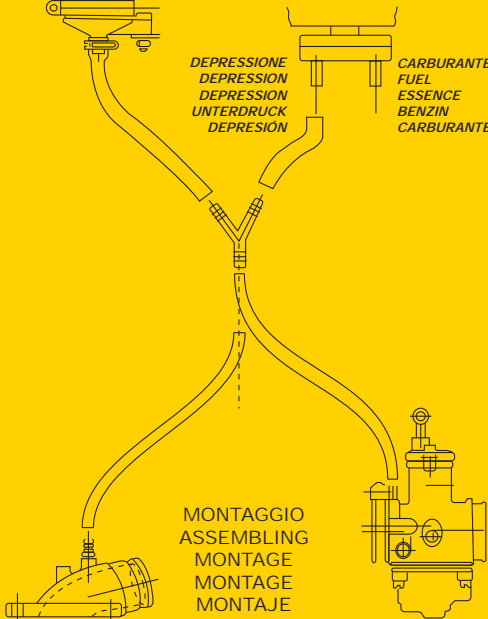 DEPRESSIONE
DEPRESSION
DEPRESSION
UNTERDRUCK
DEPRESIÓN
CARBURANTE
FUEL
ESSENCE
BENZIN
CARBURANTE
MONTAGGIO
ASSEMBLING
MONTAGE
MONTAGE
MONTAJE